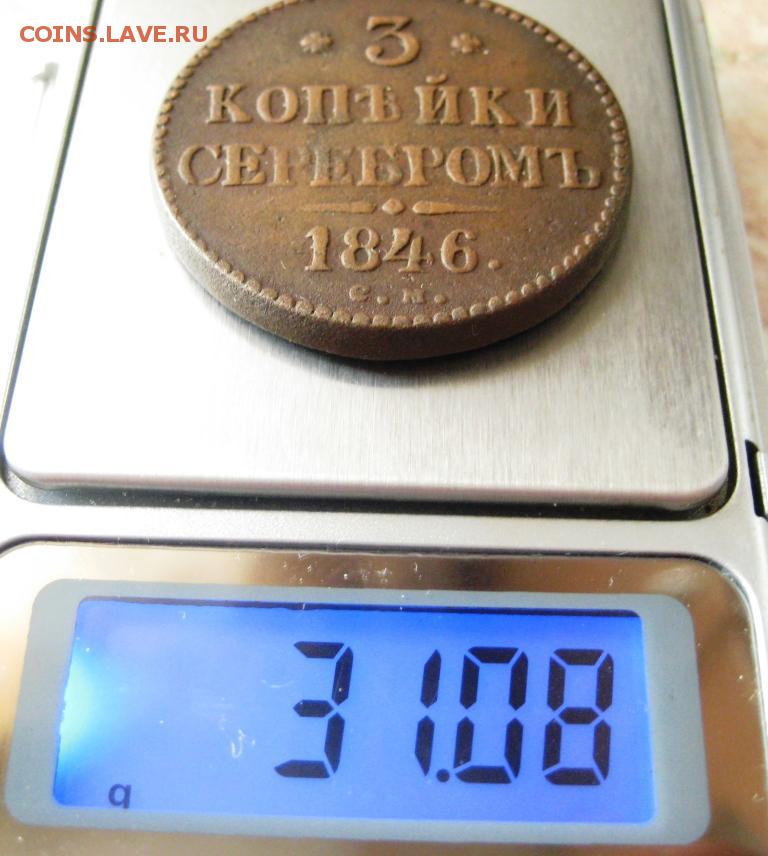 COINS.LAVE.RU
* 3 *
КОПѢЙКИ
СЕРЕБРОМЪ
1846.
С.М.
31.08
g